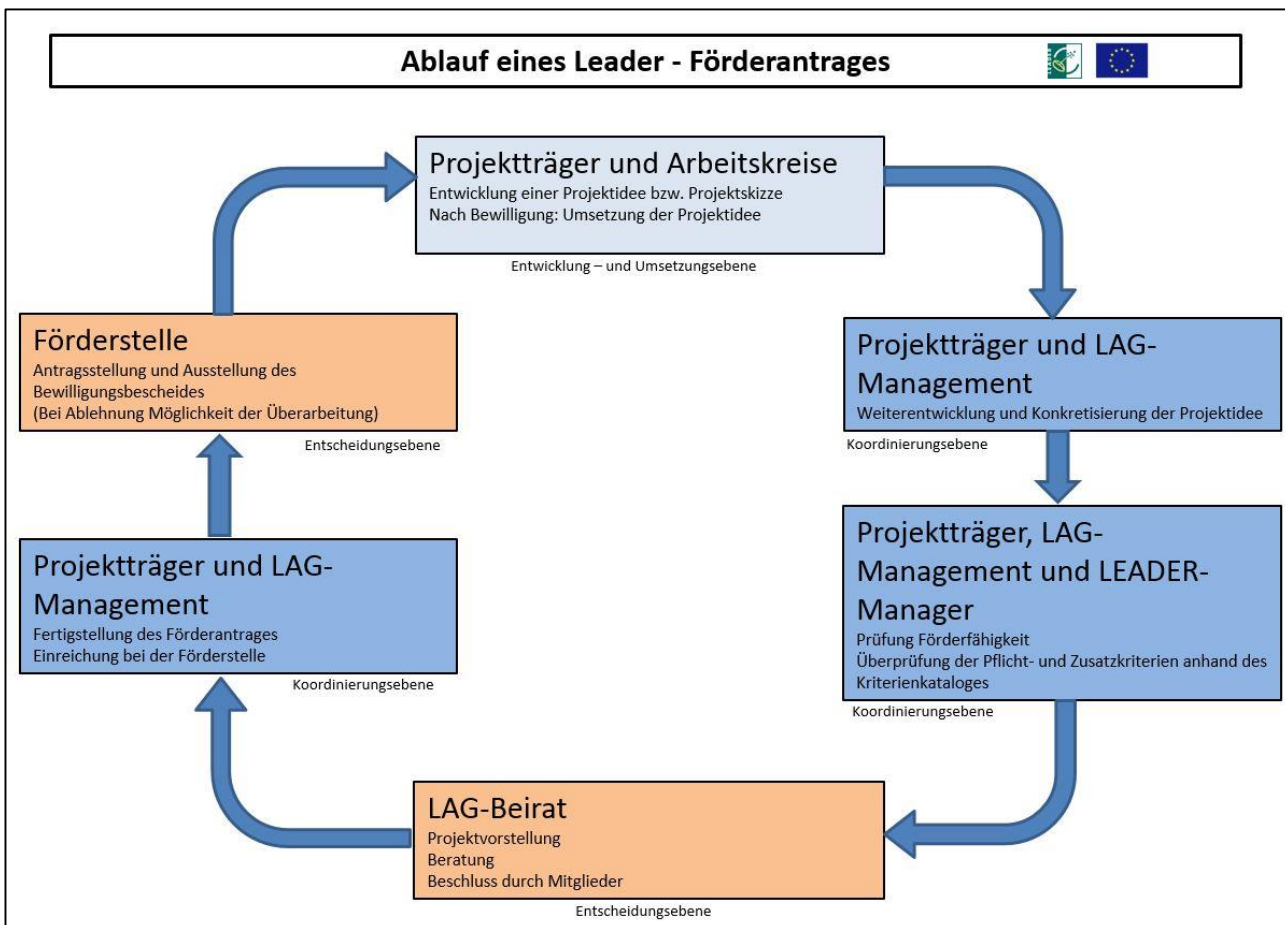 Ablauf eines Leader - Förderantrages
Projektträger und Arbeitskreise
Entwicklung einer Projektidee bzw. Projektskizze
Nach Bewilligung: Umsetzung der Projektidee
Entwicklung – und Umsetzungsebene
Projektträger und LAG-
Management
Weiterentwicklung und Konkretisierung der Projektidee
Koordinierungsebene
Projektträger, LAG-
Management und LEADER-
Manager
Prüfung Förderfähigkeit
Überprüfung der Pflicht- und Zusatzkriterien anhand des
Kriterienkataloges
Koordinierungsebene
LAG-Beirat
Projektvorstellung
Beratung
Beschluss durch Mitglieder
Entscheidungsebene
Projektträger und LAG-
Management
Fertigstellung des Förderantrages
Einreichung bei der Förderstelle
Koordinierungsebene
Förderstelle
Antragsstellung und Ausstellung des
Bewilligungsbescheides
(Bei Ablehnung Möglichkeit der Überarbeitung)
Entscheidungsebene